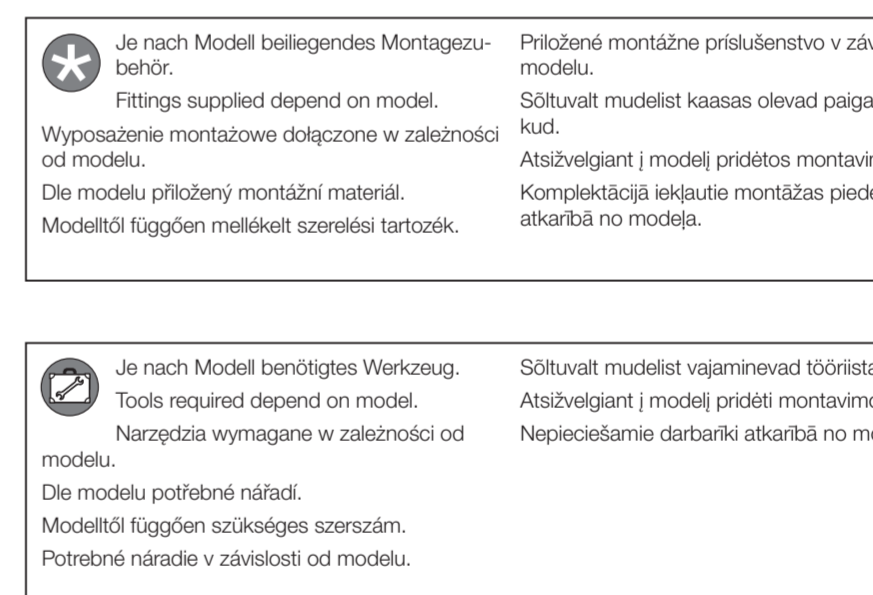 Je nach Modell beiliegendes Montagezu-
behör.
Fittings supplied depend on model.
Wyposażenie montażowe dołączone w zależności
od modelu.
Dle modelu přiložený montážní materiál.
Modelltől függően mellékelt szerelési tartozék.
Priložené montážne príslušenstvo v
modelu.
Sõltuvalt mudelist kaasas olevad
kud.
Atsižvelgiant į modelį pridėtos
Komplektācijā iekļautie montāžas
atkarībā no modeļa.
Je nach Modell benötigtes Werkzeug.
Tools required depend on model.
Narzędzia wymagane w zależności od
modelu.
Dle modelu potřebné nářadí.
Modelltől függően szükséges szerszám.
Potrebné náradie v závislosti od modelu.
Sõltuvalt mudelist vajaminevad
Atsižvelgiant į modelį pridėti
Nepieciešamie darbarīki atkarībā no